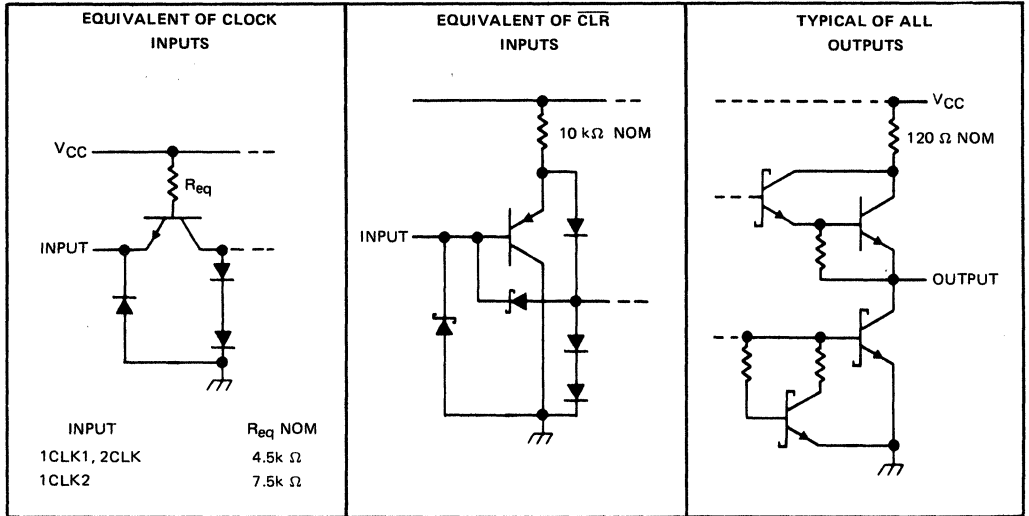 EQUIVALENT OF CLOCK
INPUTS
VCC
Req
INPUT
INPUT Req NOM
1CLK1, 2CLK 4.5k Ω
1CLK2 7.5k Ω
EQUIVALENT OF CLR
INPUTS
10 kΩ NOM
INPUT
TYPICAL OF ALL
OUTPUTS
VCC
120 Ω NOM
OUTPUT